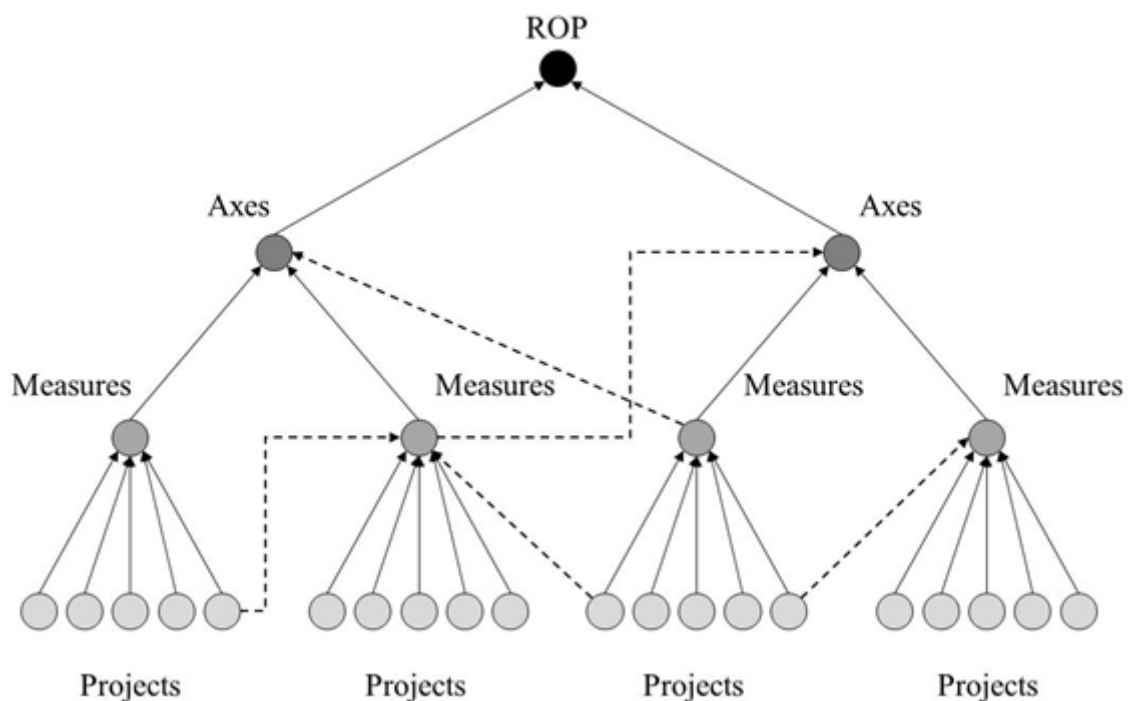 ROP
Axes
Axes
Measures
Measures
Measures
Measures
Projects
Projects
Projects
Projects